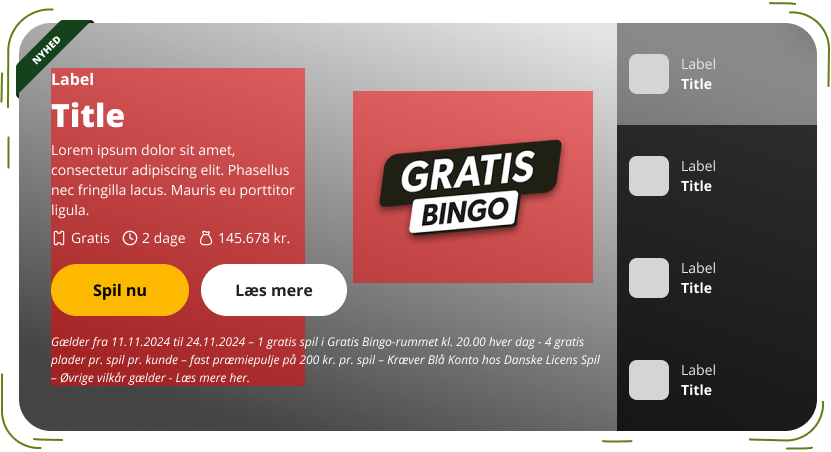 NYHED
Label
Title
Lorem ipsum dolor sit amet,
consectetur adipiscing elit. Phasellus
nec fringilla lacus. Mauris eu porttitor
ligula.
Gratis 2 dage 145.678 kr.
Spil nu Læs mere
Gælder fra 11.11.2024 til 24.11.2024 – 1 gratis spil i Gratis Bingo-rummet kl. 20.00 hver dag - 4 gratis
plader pr. spil pr. kunde – fast præmiepulje på 200 kr. pr. spil – Kræver Blå Konto hos Danske Licens Spil
– Øvrige vilkår gælder - Læs mere her.
GRATIS
BINGO
Label
Title
Label
Title
Label
Title
Label
Title